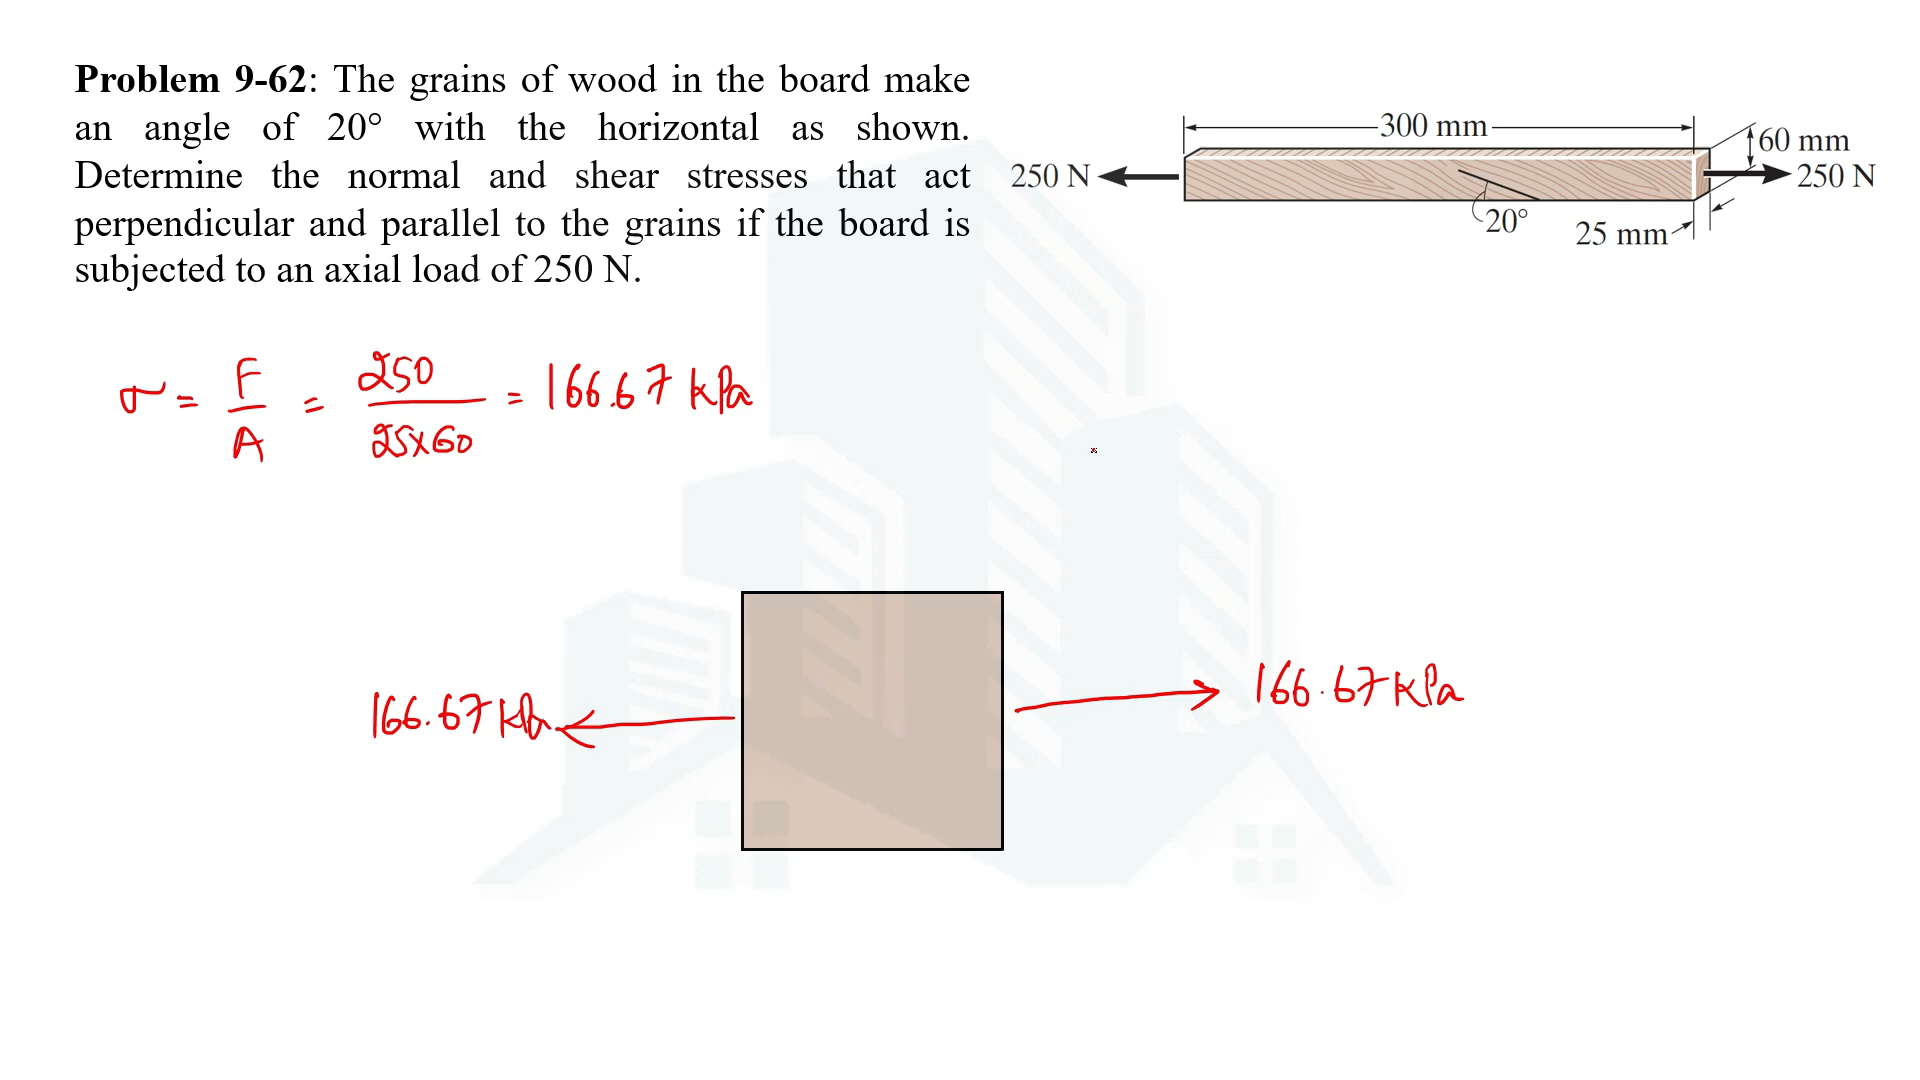 Problem 9-62: The grains of wood in the board make
an angle of 20° with the horizontal as shown.
Determine the normal and shear stresses that act
perpendicular and parallel to the grains if the board is
subjected to an axial load of 250 N.
300 mm
60 mm
250 N
250 N
20°
25 mm
σ = F/A = 250/25×60 = 166.67 kPa
166.67 kPa
166.67 kPa